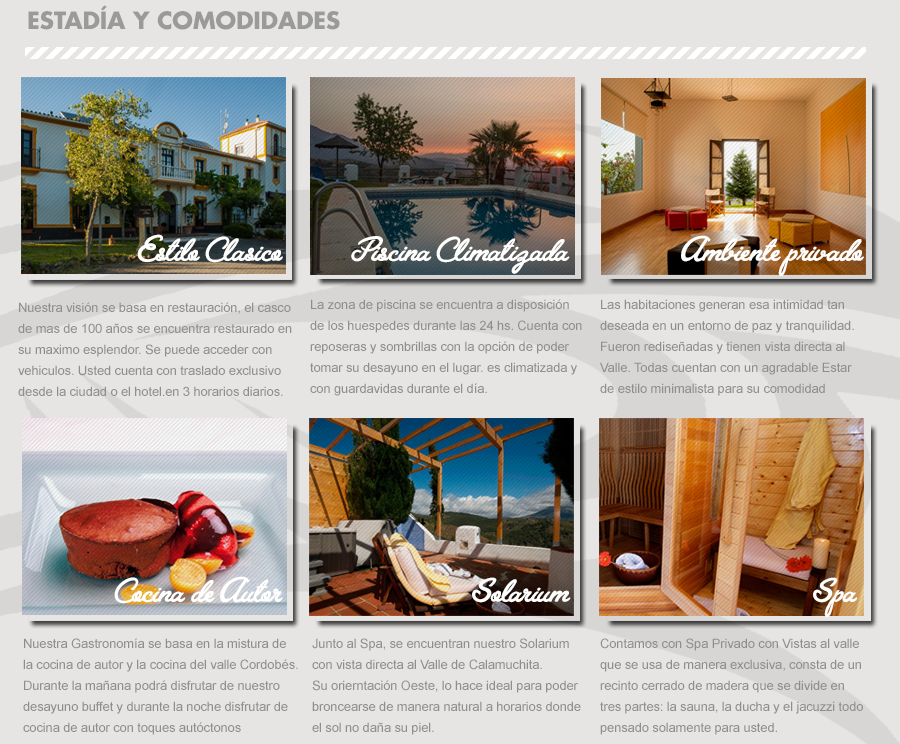 ESTADÍA Y COMODIDADES
Estilo Clasico
Nuestra visión se basa en restauración, el casco
de mas de 100 años se encuentra restaurado en
su maximo esplendor. Se puede acceder con
vehiculos. Usted cuenta con traslado exclusivo
desde la ciudad o el hotel.en 3 horarios diarios.
Piscina Climatizada
La zona de piscina se encuentra a disposición
de los huespedes durante las 24 hs. Cuenta con
reposeras y sombrillas con la opción de poder
tomar su desayuno en el lugar. es climatizada y
con guardavidas durante el día.
Ambiente privado
Las habitaciones generan esa intimidad tan
deseada en un entorno de paz y tranquilidad.
Fueron rediseñadas y tienen vista directa al
Valle. Todas cuentan con un agradable Estar
de estilo minimalista para su comodidad
Cocina de Autor
Nuestra Gastronomía se basa en la mistura de
la cocina de autor y la cocina del valle Cordobés.
Durante la mañana podrá disfrutar de nuestro
desayuno buffet y durante la noche disfrutar de
cocina de autor con toques autóctonos
Solarium
Junto al Spa, se encuentran nuestro Solarium
con vista directa al Valle de Calamuchita.
Su orierntación Oeste, lo hace ideal para poder
broncearse de manera natural a horarios donde
el sol no daña su piel.
Spa
Contamos con Spa Privado con Vistas al valle
que se usa de manera exclusiva, consta de un
recinto cerrado de madera que se divide en
tres partes: la sauna, la ducha y el jacuzzi todo
pensado solamente para usted.